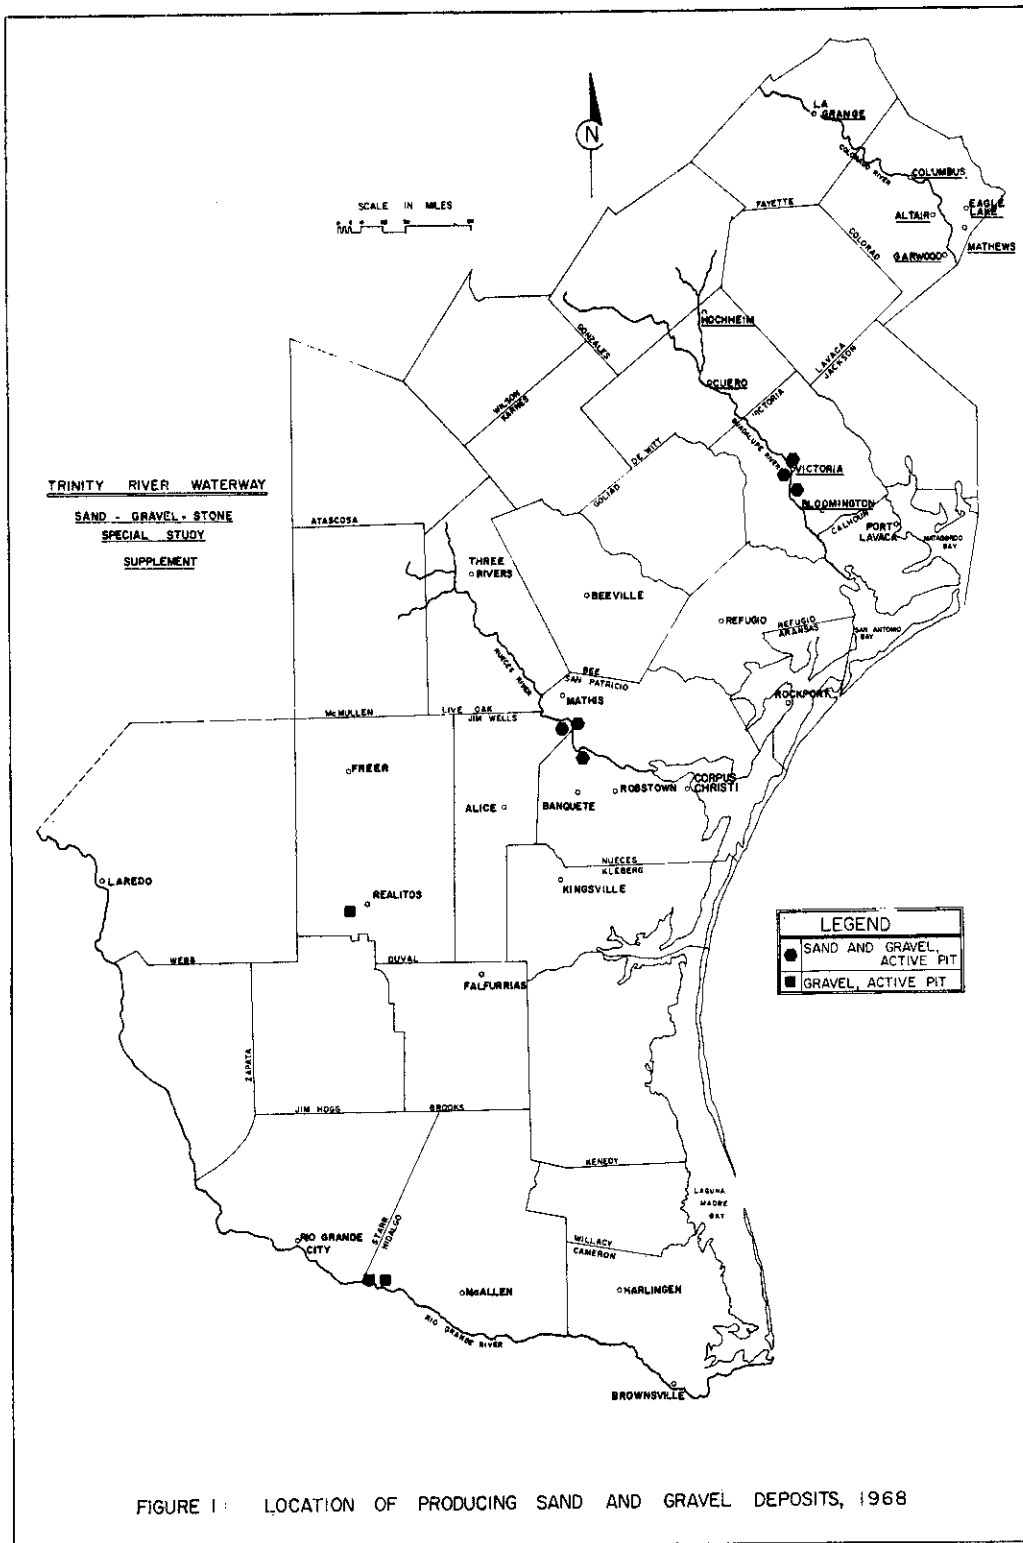 LA
GRANGE
COLORADO RIVER
COLUMBUS
EAGLE
LAKE
ALTAIR
MATHEWS
GARWOOD
N
SCALE IN MILES
FAYETTE
COLORAD
HOCHHEIM
GONZALES
LAVACA
JACKSON
CUERO
WILSON
KARNES
VICTORIA
GUADALUPE RIVER
DE WITT
VICTORIA
GOLIAD
BLOOMINGTON
CALHOUN
PORT
LAVACA
MATAGORDO
BAY
TRINITY RIVER WATERWAY
SAND - GRAVEL - STONE
SPECIAL STUDY
SUPPLEMENT
ATASCOSA
THREE
RIVERS
BEEVILLE
REFUGIO
REFUGIO
ARANSAS
SAN ANTONIO
BAY
NUECES RIVER
BEE
SAN PATRICIO
MATHIS
ROCKPORT
McMULLEN
LIVE OAK
JIM WELLS
FREER
ALICE
BANQUETE
ROBSTOWN
CORPUS
CHRISTI
NUECES
KLEBERG
LAREDO
REALITOS
KINGSVILLE
LEGEND
SAND AND GRAVEL,
ACTIVE PIT
GRAVEL, ACTIVE PIT
WEBB
DUVAL
FALFURRIAS
ZAPATA
JIM HOGG
BROOKS
KENEDY
LAGUNA
MADRE
BAY
STARR
HIDALGO
RIO GRANDE
CITY
WILLACY
CAMERON
McALLEN
HARLINGEN
RIO GRANDE RIVER
BROWNSVILLE
FIGURE 1: LOCATION OF PRODUCING SAND AND GRAVEL DEPOSITS, 1968